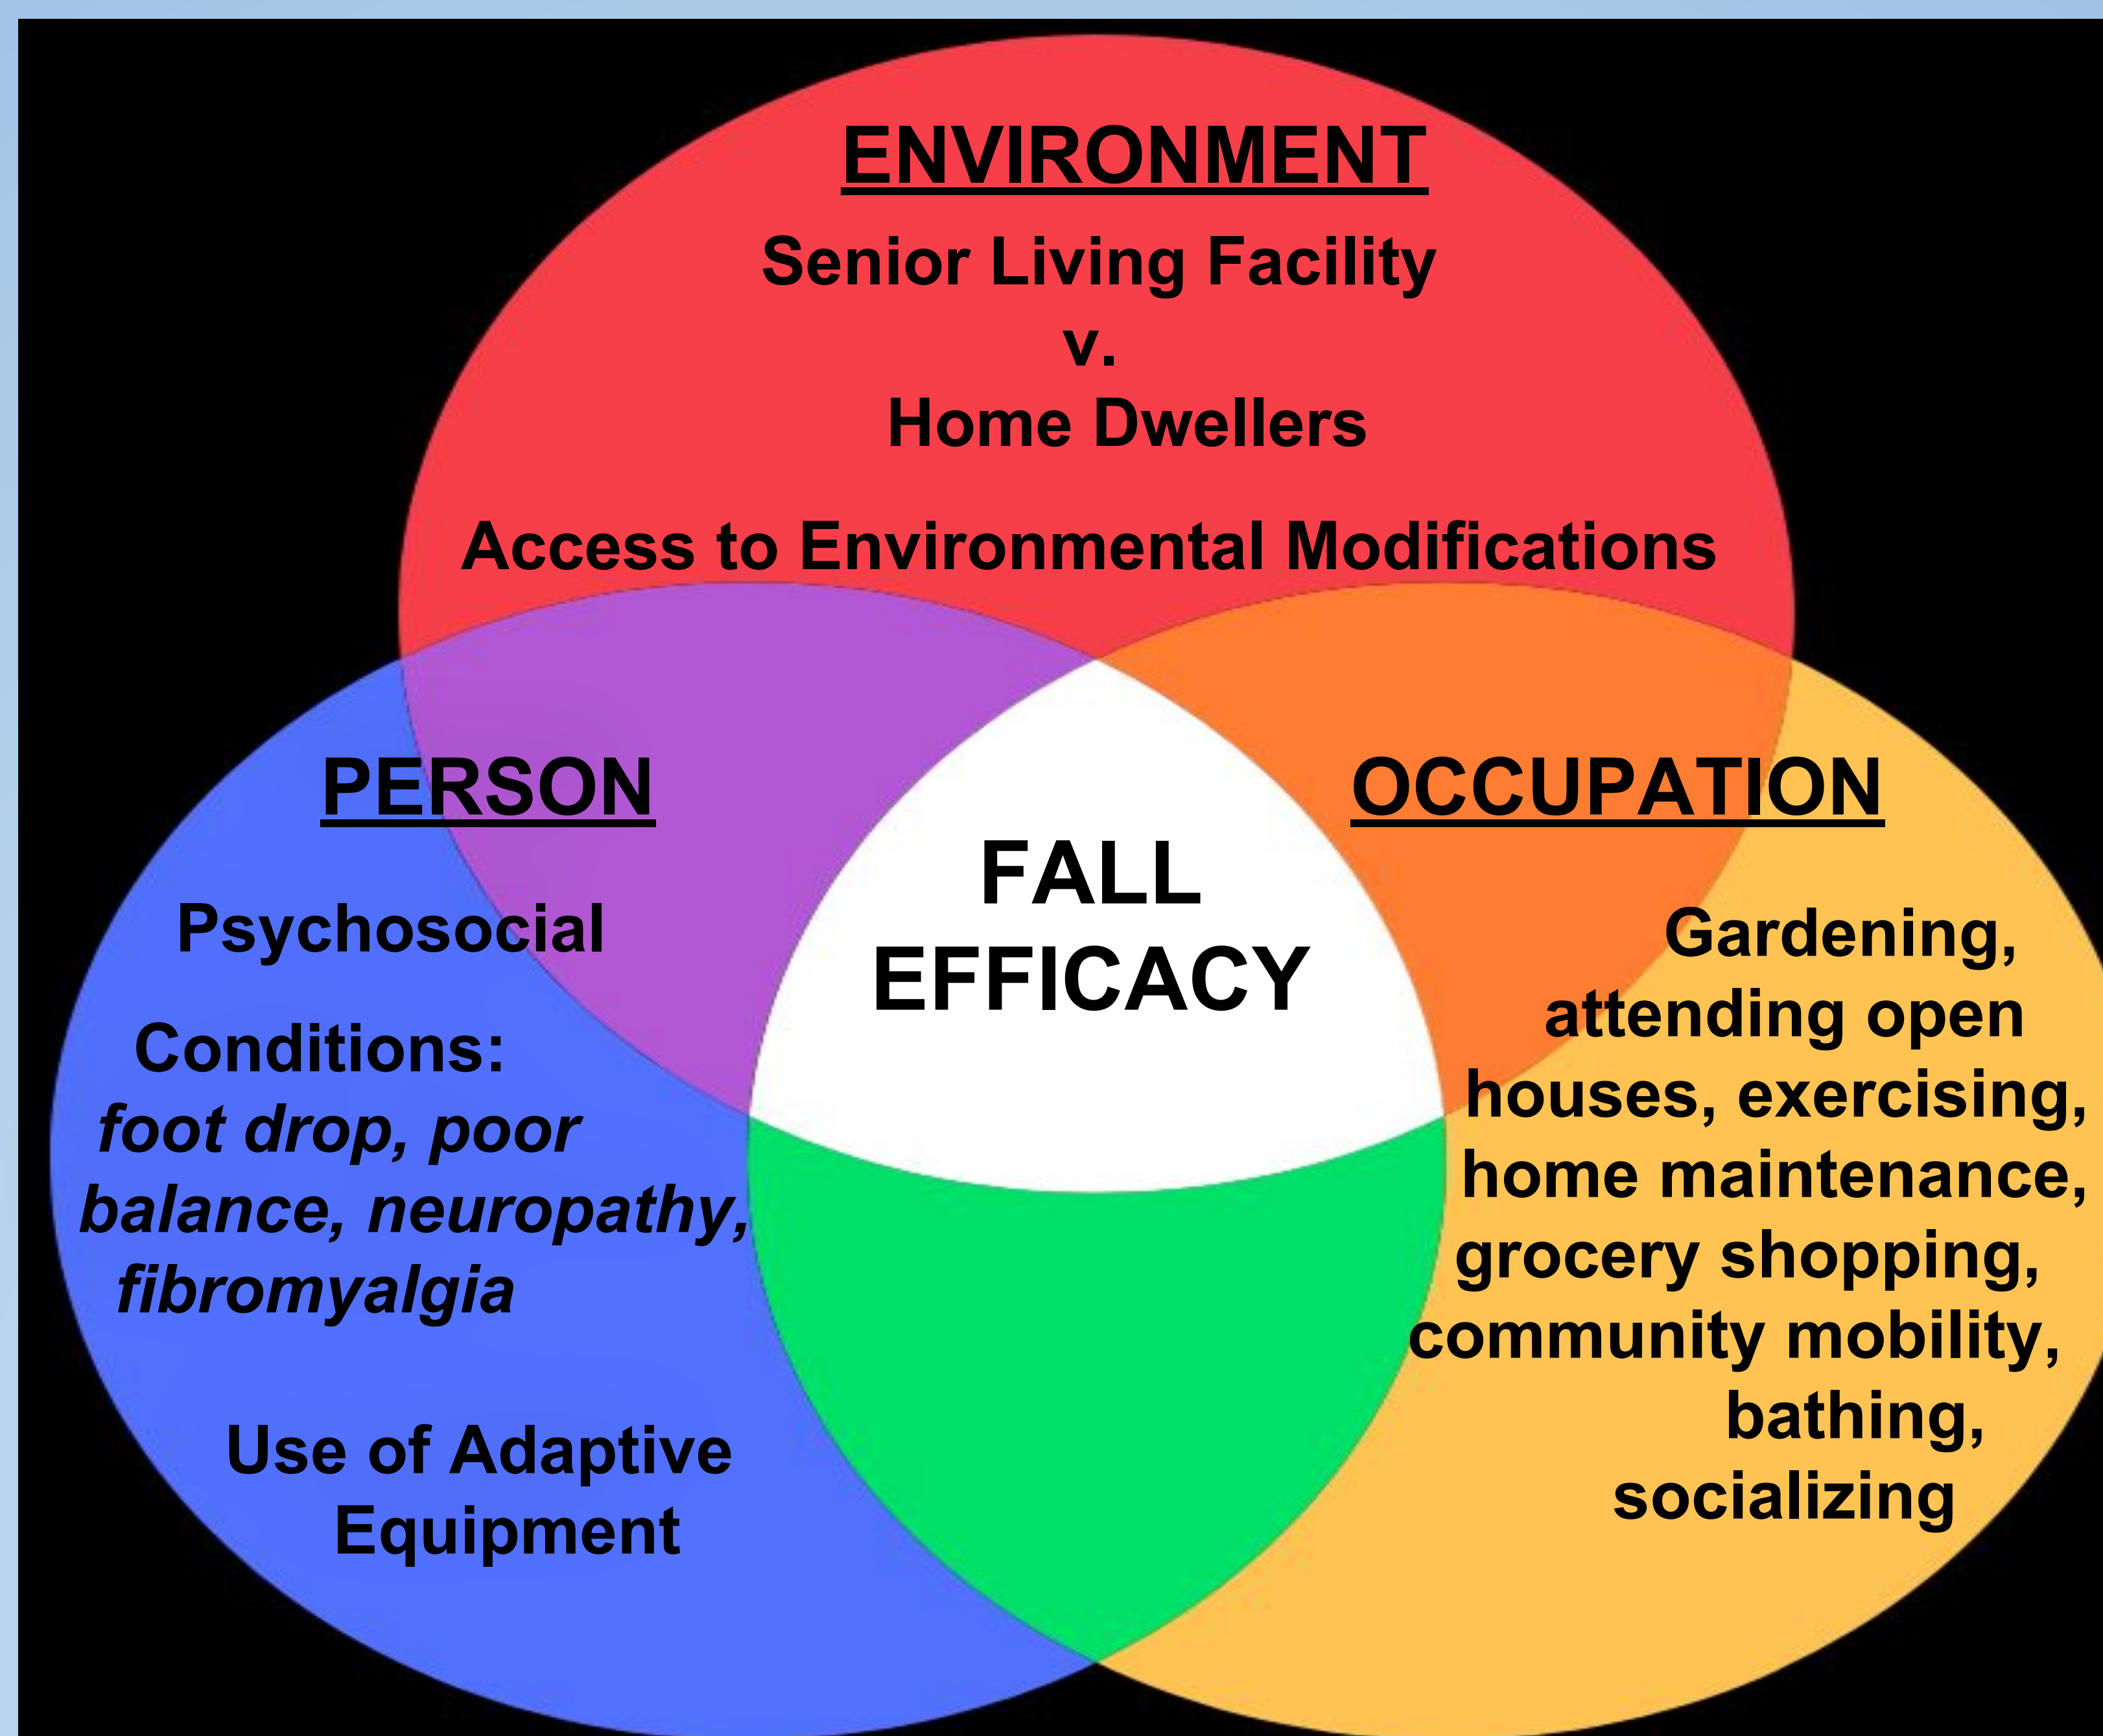 ENVIRONMENT
Senior Living Facility
v.
Home Dwellers
Access to Environmental Modifications
PERSON
Psychosocial
Conditions:
foot drop, poor
balance, neuropathy,
fibromyalgia
Use of Adaptive
Equipment
FALL
EFFICACY
OCCUPATION
Gardening,
attending open
houses, exercising,
home maintenance,
grocery shopping,
community mobility,
bathing,
socializing